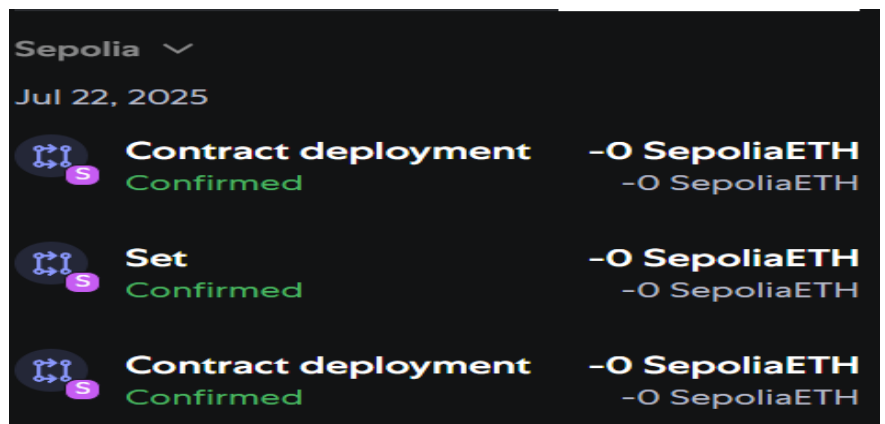 Sepolia
Jul 22, 2025
Contract deployment -0 SepoliaETH
Confirmed -0 SepoliaETH
S
Set -0 SepoliaETH
Confirmed -0 SepoliaETH
S
Contract deployment -0 SepoliaETH
Confirmed -0 SepoliaETH
S